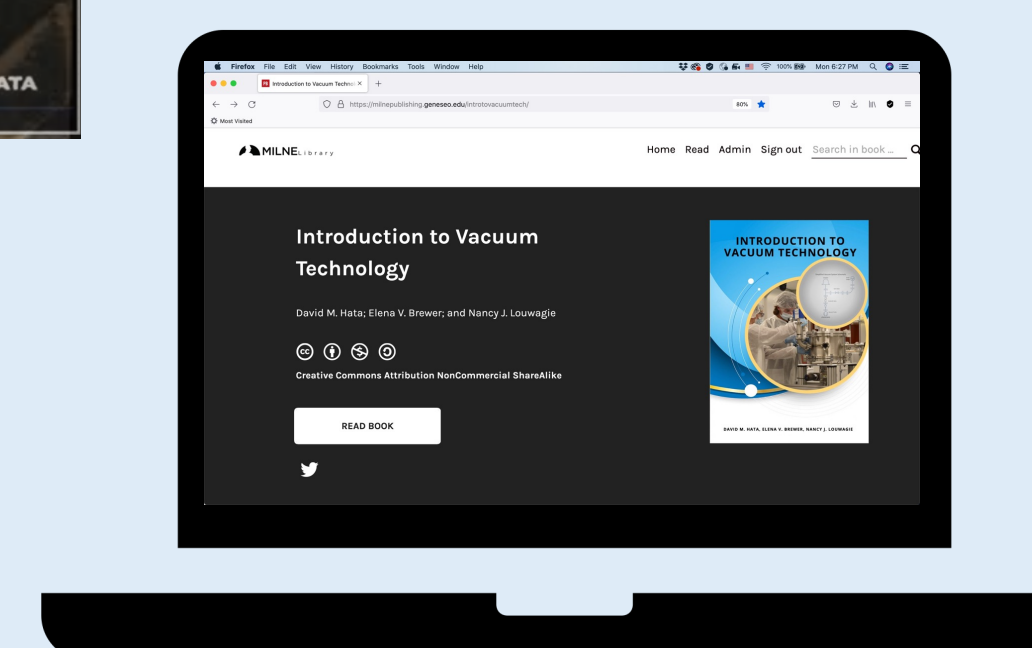 ATA
Firefox File Edit View History Bookmarks Tools Window Help 100% Mon 6:27 PM
Introduction to Vacuum Techno
https://milnepublishing.geneseo.edu/introtovacuumtech/ 80%
Most Visited
MILNE Library Home Read Admin Sign out Search in book …
Introduction to Vacuum
Technology
David M. Hata; Elena V. Brewer; and Nancy J. Louwagie
Creative Commons Attribution NonCommercial ShareAlike
READ BOOK
INTRODUCTION TO
VACUUM TECHNOLOGY
DAVID M. HATA, ELENA V. BREWER, NANCY J. LOUWAGIE